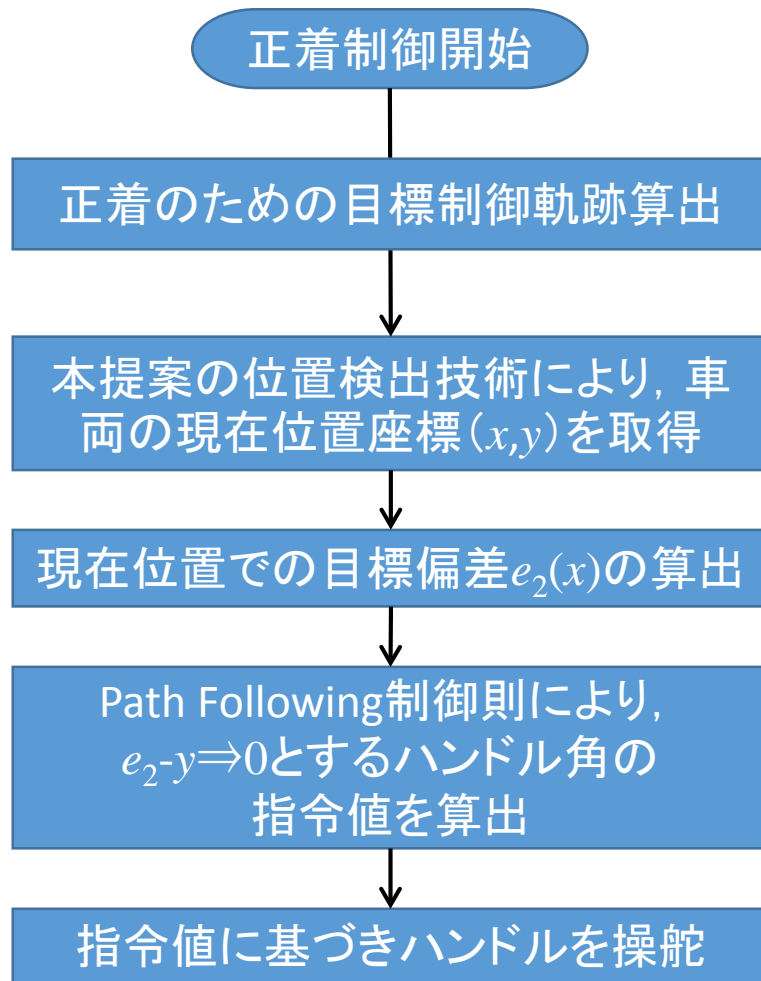 正着制御開始
正着のための目標制御軌跡算出
本提案の位置検出技術により，車
両の現在位置座標（x,y）を取得
現在位置での目標偏差e₂(x)の算出
Path Following制御則により，
e₂-y⇒0とするハンドル角の
指令値を算出
指令値に基づきハンドルを操舵